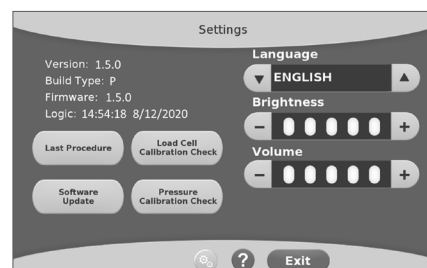 Settings
Version: 1.5.0
Build Type: P
Firmware: 1.5.0
Logic: 14:54:18 8/12/2020
Last Procedure
Load Cell
Calibration Check
Software
Update
Pressure
Calibration Check
Language
ENGLISH
Brightness
− +
Volume
− +
?
Exit